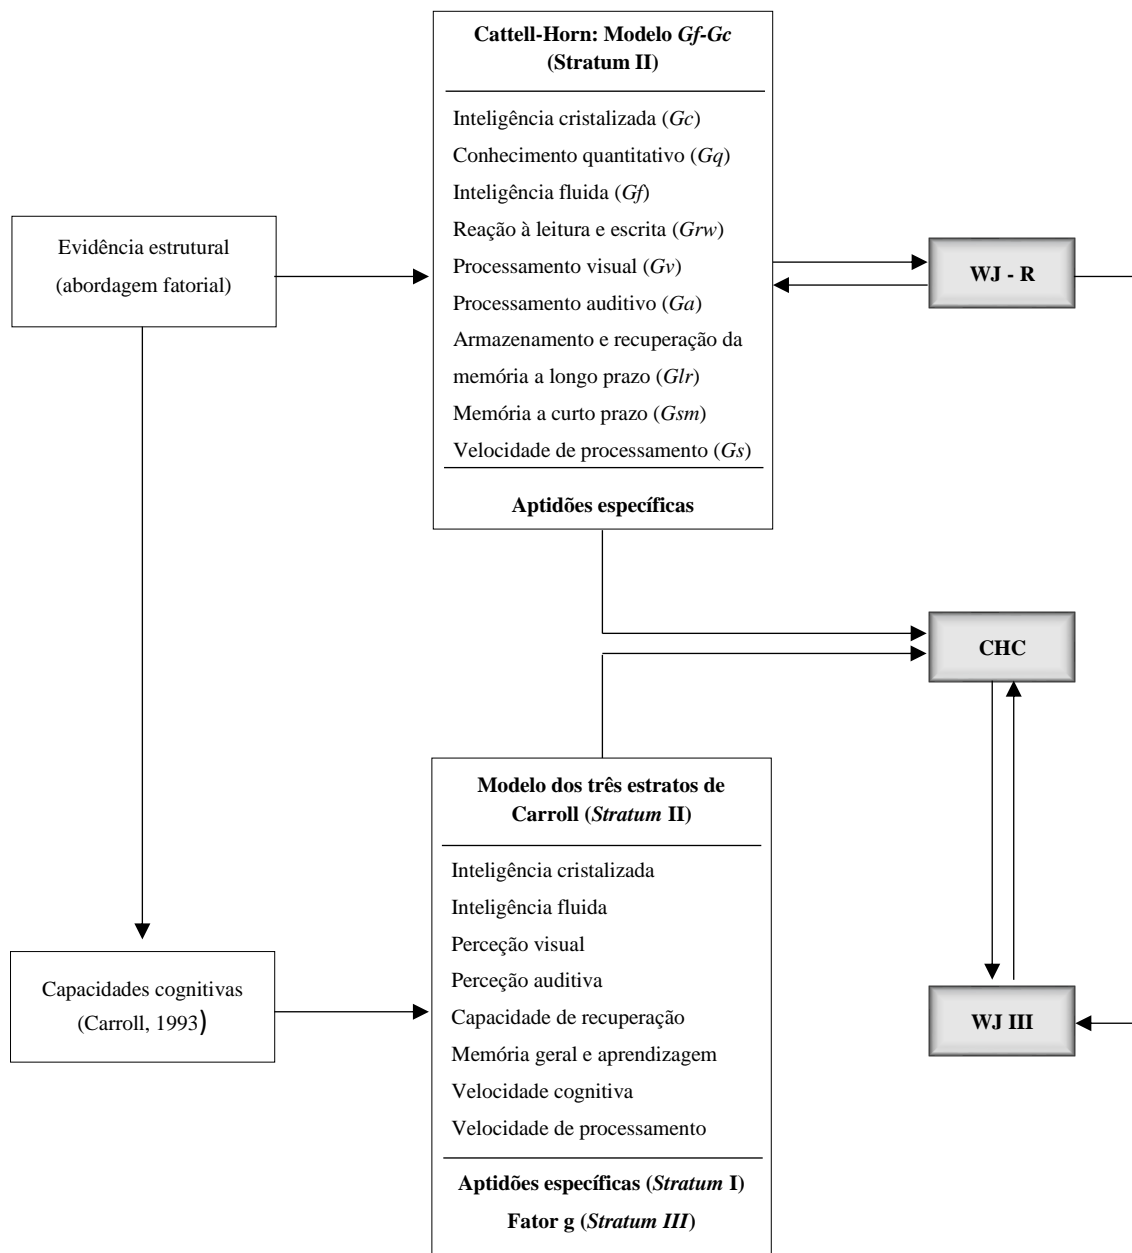 Cattell-Horn: Modelo Gf-Gc
(Stratum II)
Inteligência cristalizada (Gc)
Conhecimento quantitativo (Gq)
Inteligência fluida (Gf)
Reação à leitura e escrita (Grw)
Processamento visual (Gv)
Processamento auditivo (Ga)
Armazenamento e recuperação da
memória a longo prazo (Glr)
Memória a curto prazo (Gsm)
Velocidade de processamento (Gs)
Aptidões específicas
Evidência estrutural
(abordagem fatorial)
WJ - R
CHC
Modelo dos três estratos de
Carroll (Stratum II)
Inteligência cristalizada
Inteligência fluida
Perceção visual
Perceção auditiva
Capacidade de recuperação
Memória geral e aprendizagem
Velocidade cognitiva
Velocidade de processamento
Aptidões específicas (Stratum I)
Fator g (Stratum III)
Capacidades cognitivas
(Carroll, 1993)
WJ III